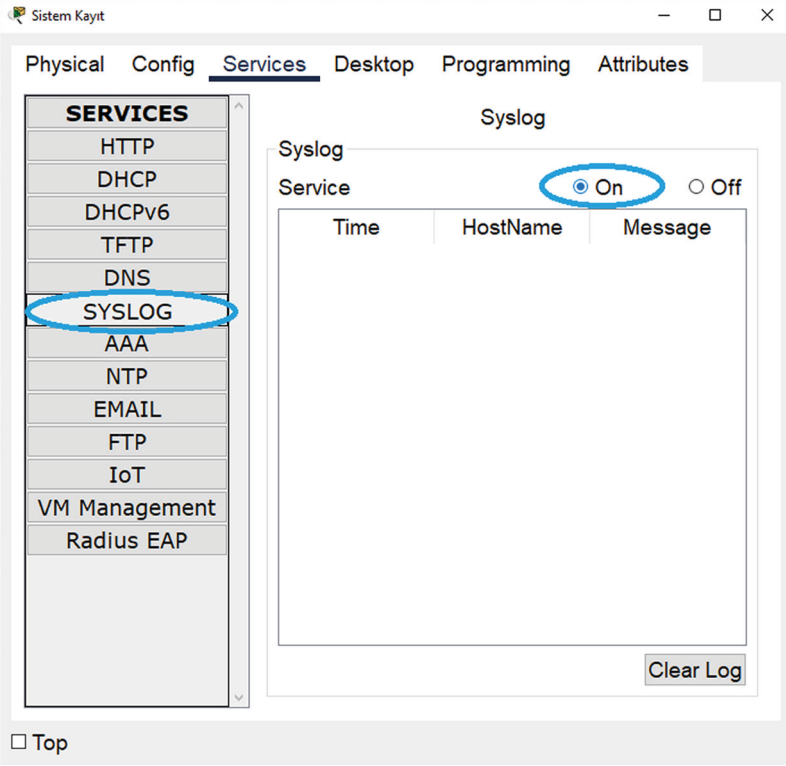 Sistem Kayıt
Physical Config Services Desktop Programming Attributes
SERVICES
HTTP
DHCP
DHCPv6
TFTP
DNS
SYSLOG
AAA
NTP
EMAIL
FTP
IoT
VM Management
Radius EAP
Syslog
Syslog
Service On Off
Time HostName Message
Clear Log
Top